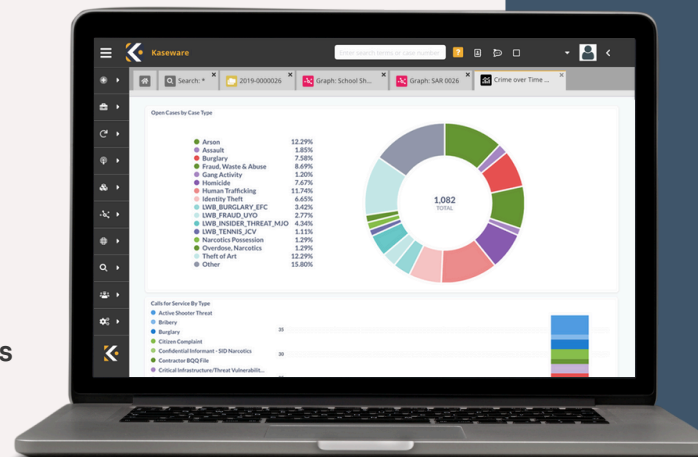 Kaseware
Enter search terms or case number
Search: *
2019-0000026
Graph: School Sh...
Graph: SAR 0026
Crime over Time ...
Open Cases by Case Type
Arson 12.29%
Assault 1.85%
Burglary 7.58%
Fraud, Waste & Abuse 8.69%
Gang Activity 1.20%
Homicide 7.67%
Human Trafficking 11.74%
Identity Theft 6.65%
LWB_BURGLARY_EFC 3.42%
LWB_FRAUD_UYO 2.77%
LWB_INSIDER_THREAT_MJO 4.34%
LWB_TENNIS_JCV 1.11%
Narcotics Possession 1.29%
Overdose, Narcotics 1.29%
Theft of Art 12.29%
Other 15.80%
1,082
TOTAL
s
Calls for Service By Type
Active Shooter Threat
Bribery
Burglary
Citizen Complaint
Confidential Informant - SID Narcotics
Contractor BQQ File
Critical Infrastructure/Threat Vulnerabilit...
35
30